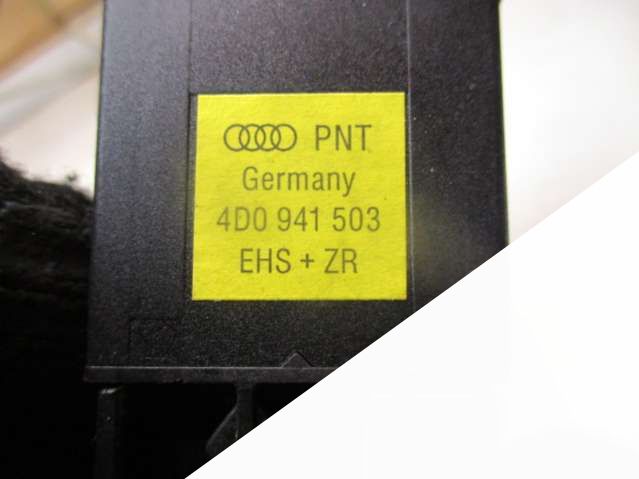 PNT
Germany
4D0 941 503
EHS + ZR